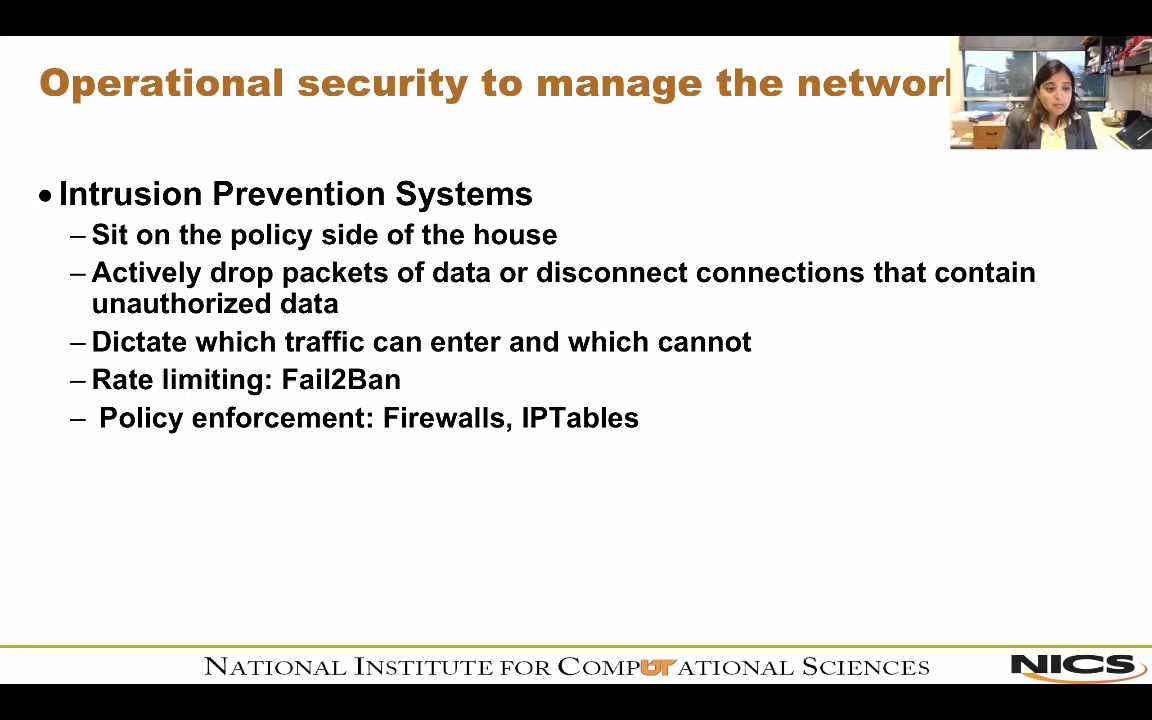 Operational security to manage the network
• Intrusion Prevention Systems
– Sit on the policy side of the house
– Actively drop packets of data or disconnect connections that contain
unauthorized data
– Dictate which traffic can enter and which cannot
– Rate limiting: Fail2Ban
– Policy enforcement: Firewalls, IPTables
NATIONAL INSTITUTE FOR COMPUTATIONAL SCIENCES
NICS